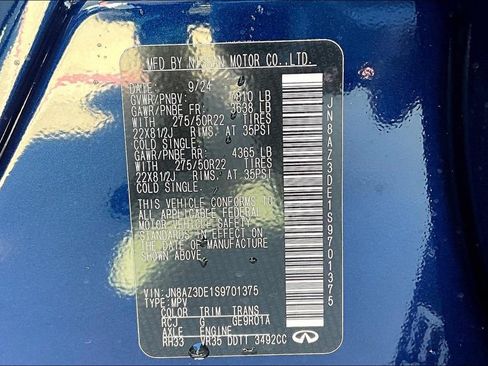 MFD BY NISSAN MOTOR CO.,LTD.
DATE: 9/24
GVWR/PNBV: LB
GAWR/PNBE FR: 3638 LB
WITH 275/50R22 TIRES
22X81/2J RIMS, AT 35PSI
COLD SINGLE
GAWR/PNBE RR: 4365 LB
WITH 275/50R22 TIRES
22X81/2J RIMS, AT 35PSI
COLD SINGLE
THIS VEHICLE CONFORMS TO
ALL APPLICABLE FEDERAL
MOTOR VEHICLE SAFETY
IN EFFECT ON THE
DATE OF MANUFACTURE SHOWN
ABOVE.
VIN: JN8AZ3DE1S9701375
TYPE: MPV
COLOR TRIM TRANS
RCJ G GE9R01A
AXLE ENGINE
RH33 VR35 DDTT 3492CC
JN8AZ3DE1S9701375